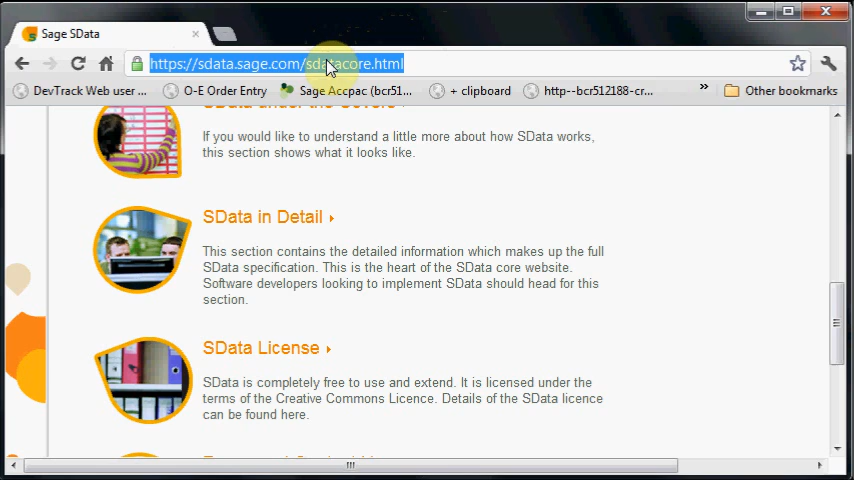 Sage SData
https://sdata.sage.com/sdatacore.html
DevTrack Web user ...
O-E Order Entry
Sage Accpac (bcr51...
+ clipboard
http--bcr512188-cr...
»
Other bookmarks
SData under the Covers
If you would like to understand a little more about how SData works,
this section shows what it looks like.
SData in Detail
This section contains the detailed information which makes up the full
SData specification. This is the heart of the SData core website.
Software developers looking to implement SData should head for this
section.
SData License
SData is completely free to use and extend. It is licensed under the
terms of the Creative Commons Licence. Details of the SData licence
can be found here.